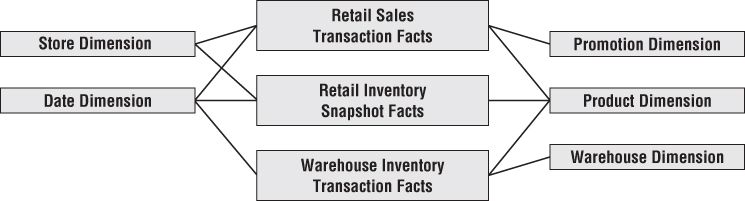 Store Dimension
Date Dimension
Retail Sales
Transaction Facts
Retail Inventory
Snapshot Facts
Warehouse Inventory
Transaction Facts
Promotion Dimension
Product Dimension
Warehouse Dimension